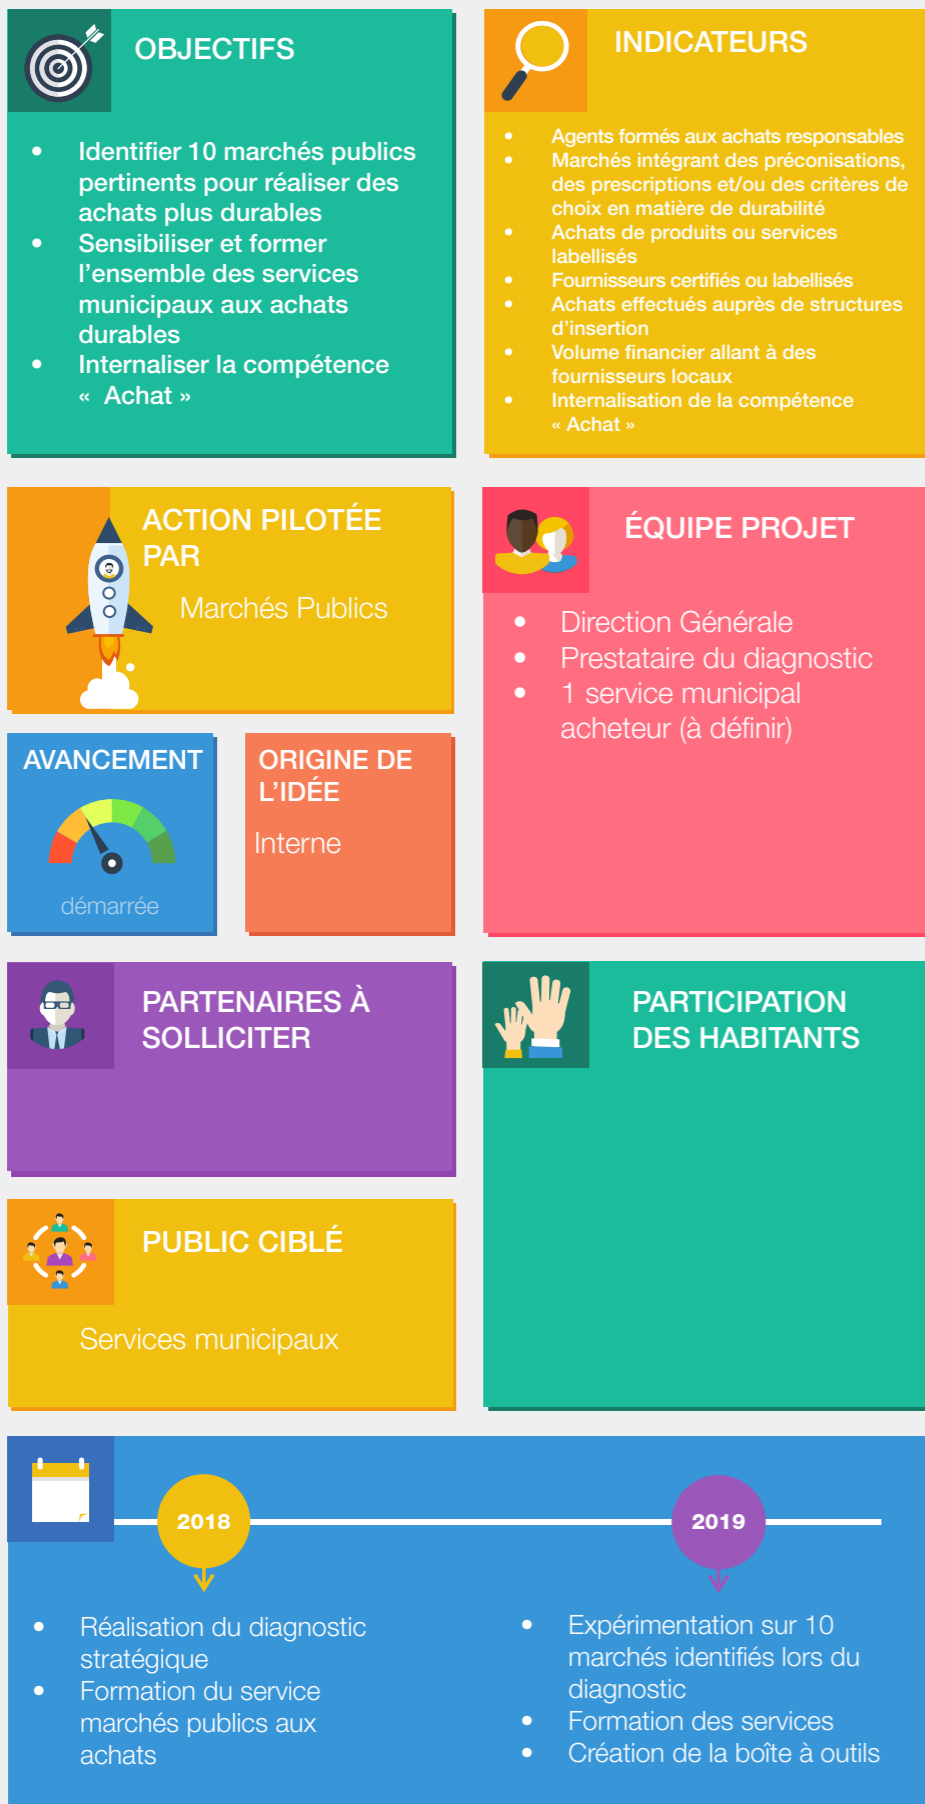 OBJECTIFS
• Identifier 10 marchés publics
pertinents pour réaliser des
achats plus durables
• Sensibiliser et former
l’ensemble des services
municipaux aux achats
durables
• Internaliser la compétence
« Achat »
INDICATEURS
• Agents formés aux achats responsables
• Marchés intégrant des préconisations,
des prescriptions et/ou des critères de
choix en matière de durabilité
• Achats de produits ou services
labellisés
• Fournisseurs certifiés ou labellisés
• Achats effectués auprès de structures
d’insertion
• Volume financier allant à des
fournisseurs locaux
• Internalisation de la compétence
« Achat »
ACTION PILOTÉE
PAR
Marchés Publics
ÉQUIPE PROJET
• Direction Générale
• Prestataire du diagnostic
• 1 service municipal
acheteur (à définir)
AVANCEMENT
démarrée
ORIGINE DE
L’IDÉE
Interne
PARTENAIRES À
SOLLICITER
PARTICIPATION
DES HABITANTS
PUBLIC CIBLÉ
Services municipaux
2018
• Réalisation du diagnostic
stratégique
• Formation du service
marchés publics aux
achats
2019
• Expérimentation sur 10
marchés identifiés lors du
diagnostic
• Formation des services
• Création de la boîte à outils